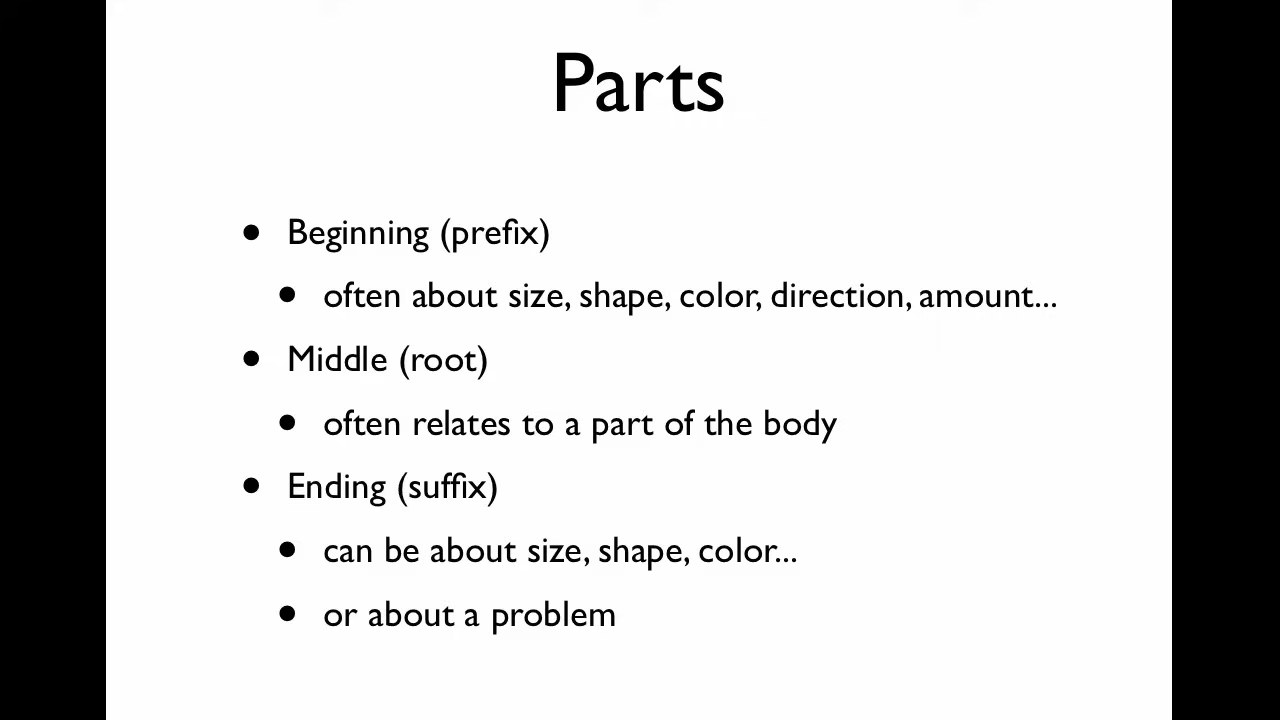 Parts
• Beginning (prefix)
• often about size, shape, color, direction, amount...
• Middle (root)
• often relates to a part of the body
• Ending (suffix)
• can be about size, shape, color...
• or about a problem